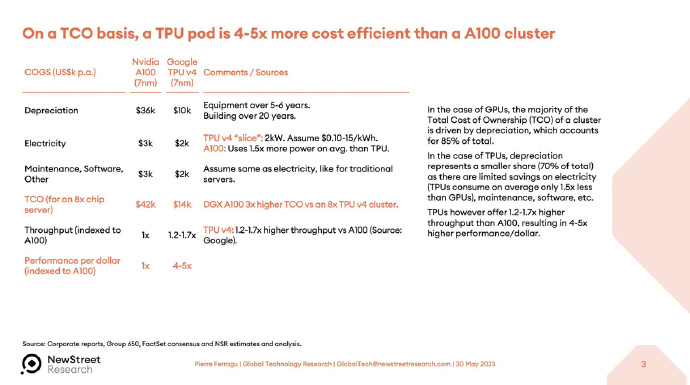 On a TCO basis, a TPU pod is 4-5x more cost efficient than a A100 cluster
COGS (US$k p.a.)
Nvidia
A100
(7nm)
Google
TPU v4
(7nm)
Comments / Sources
Depreciation
$36k
$10k
Equipment over 5-6 years.
Building over 20 years.
Electricity
$3k
$2k
TPU v4 “slice”: 2kW. Assume $0.10-15/kWh.
A100: Uses 1.5x more power on avg. than TPU.
Maintenance, Software,
Other
$3k
$2k
Assume same as electricity, like for traditional
servers.
TCO (for an 8x chip
server)
$42k
$14k
DGX A100 3x higher TCO vs an 8x TPU v4 cluster.
Throughput (indexed to
A100)
1x
1.2-1.7x
TPU v4: 1.2-1.7x higher throughput vs A100 (Source:
Google).
Performance per dollar
(indexed to A100)
1x
4-5x
In the case of GPUs, the majority of the
Total Cost of Ownership (TCO) of a cluster
is driven by depreciation, which accounts
for 85% of total.
In the case of TPUs, depreciation
represents a smaller share (70% of total)
as there are limited savings on electricity
(TPUs consume on average only 1.5x less
than GPUs), maintenance, software, etc.
TPUs however offer 1.2-1.7x higher
throughput than A100, resulting in 4-5x
higher performance/dollar.
Source: Corporate reports, Group 650, FactSet consensus and NSR estimates and analysis.
NewStreet
Research
Pierre Ferragu | Global Technology Research | GlobalTech@newstreetresearch.com | 30 May 2023
3